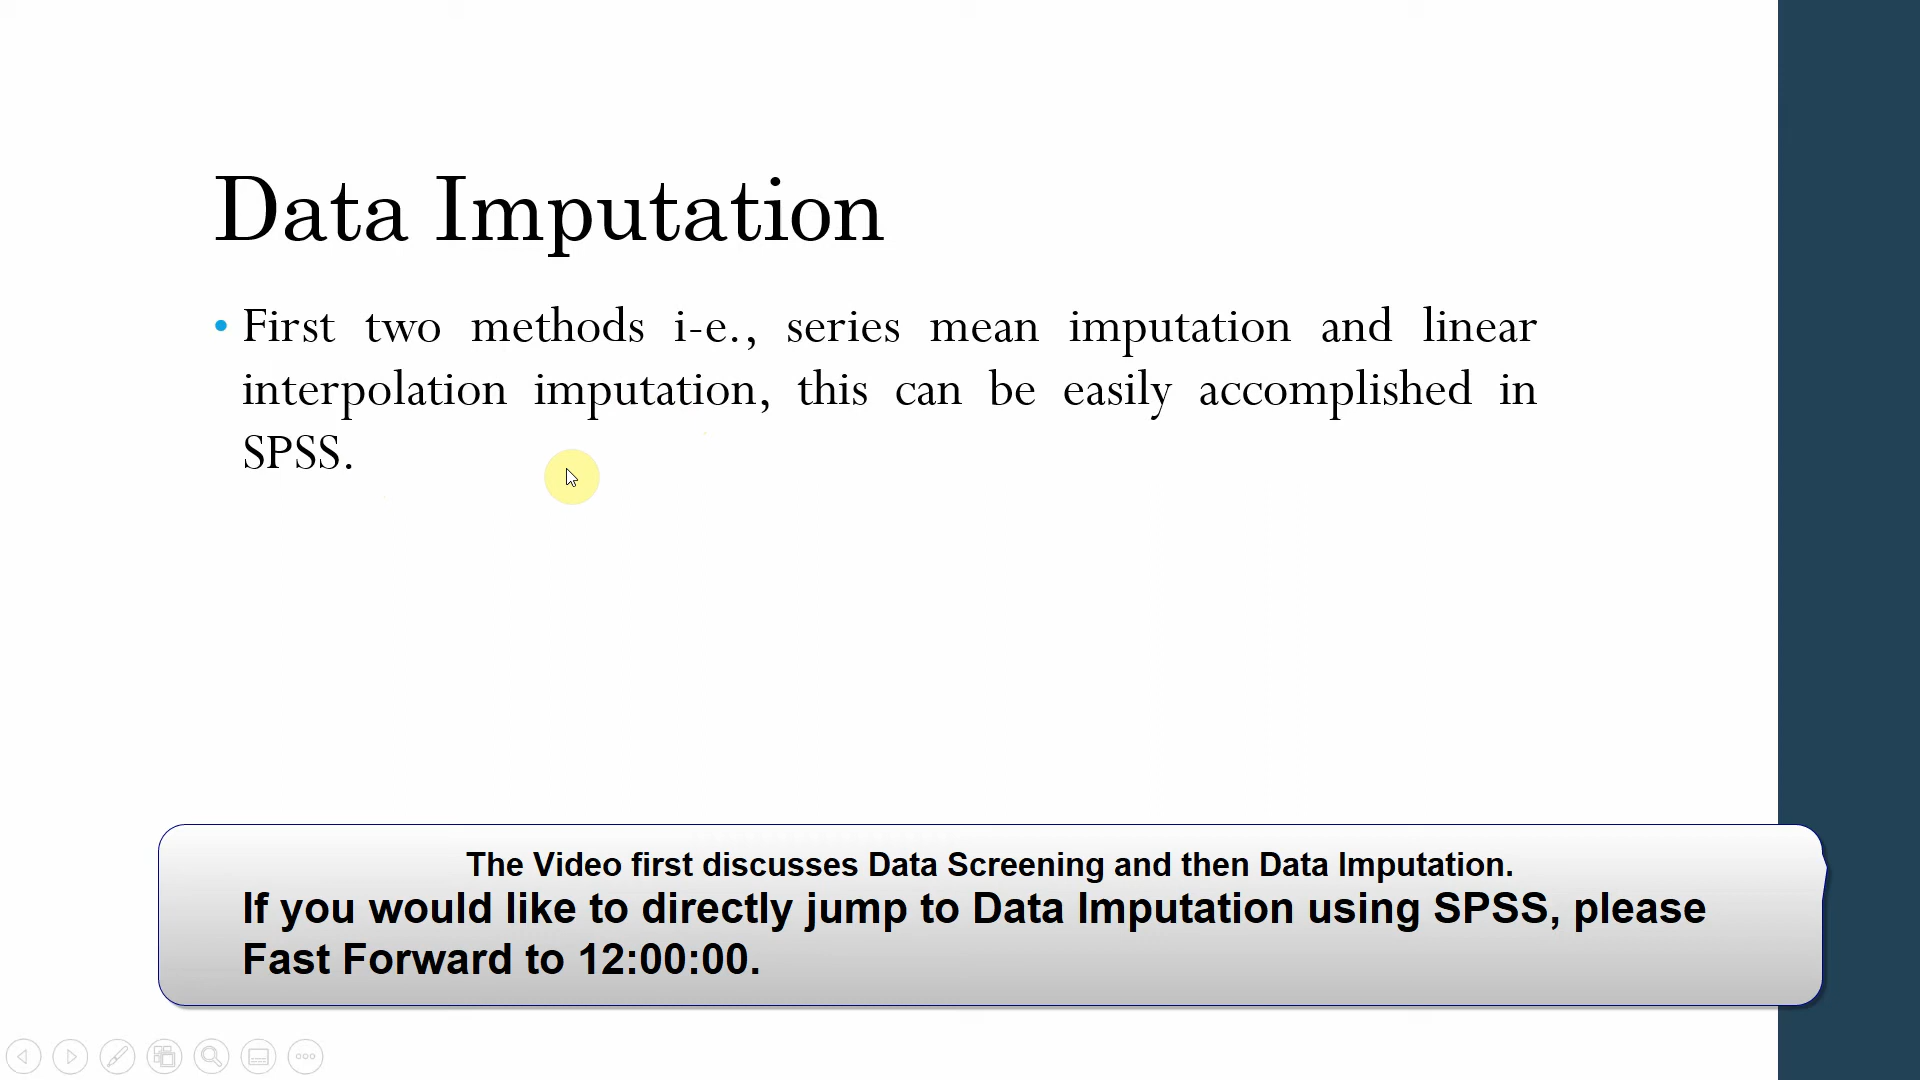 Data Imputation
• First two methods i-e., series mean imputation and linear
interpolation imputation, this can be easily accomplished in
SPSS.
The Video first discusses Data Screening and then Data Imputation.
If you would like to directly jump to Data Imputation using SPSS, please
Fast Forward to 12:00:00.